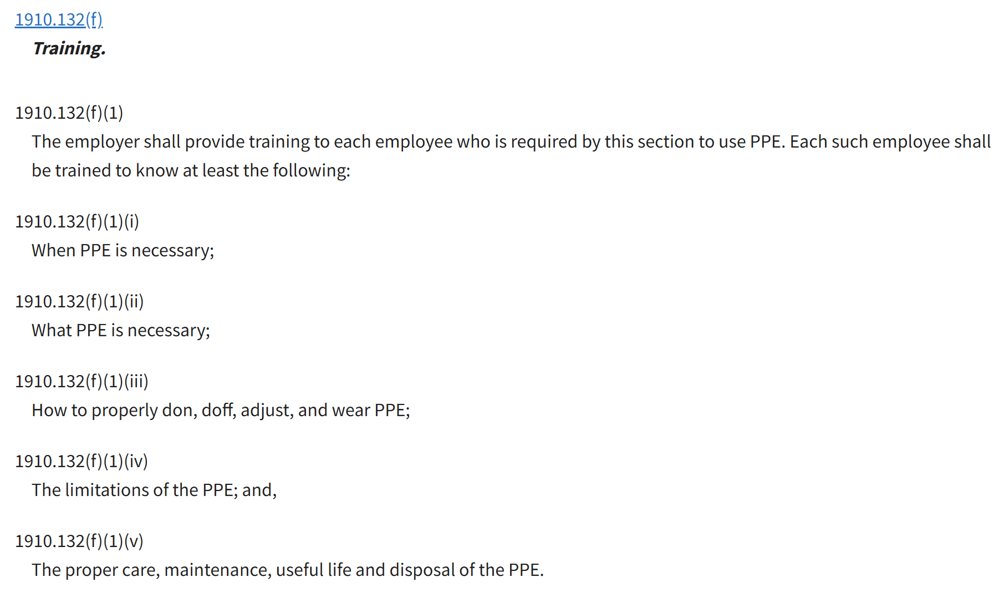 1910.132(f)
Training.
1910.132(f)(1)
The employer shall provide training to each employee who is required by this section to use PPE. Each such employee shall
be trained to know at least the following:
1910.132(f)(1)(i)
When PPE is necessary;
1910.132(f)(1)(ii)
What PPE is necessary;
1910.132(f)(1)(iii)
How to properly don, doff, adjust, and wear PPE;
1910.132(f)(1)(iv)
The limitations of the PPE; and,
1910.132(f)(1)(v)
The proper care, maintenance, useful life and disposal of the PPE.